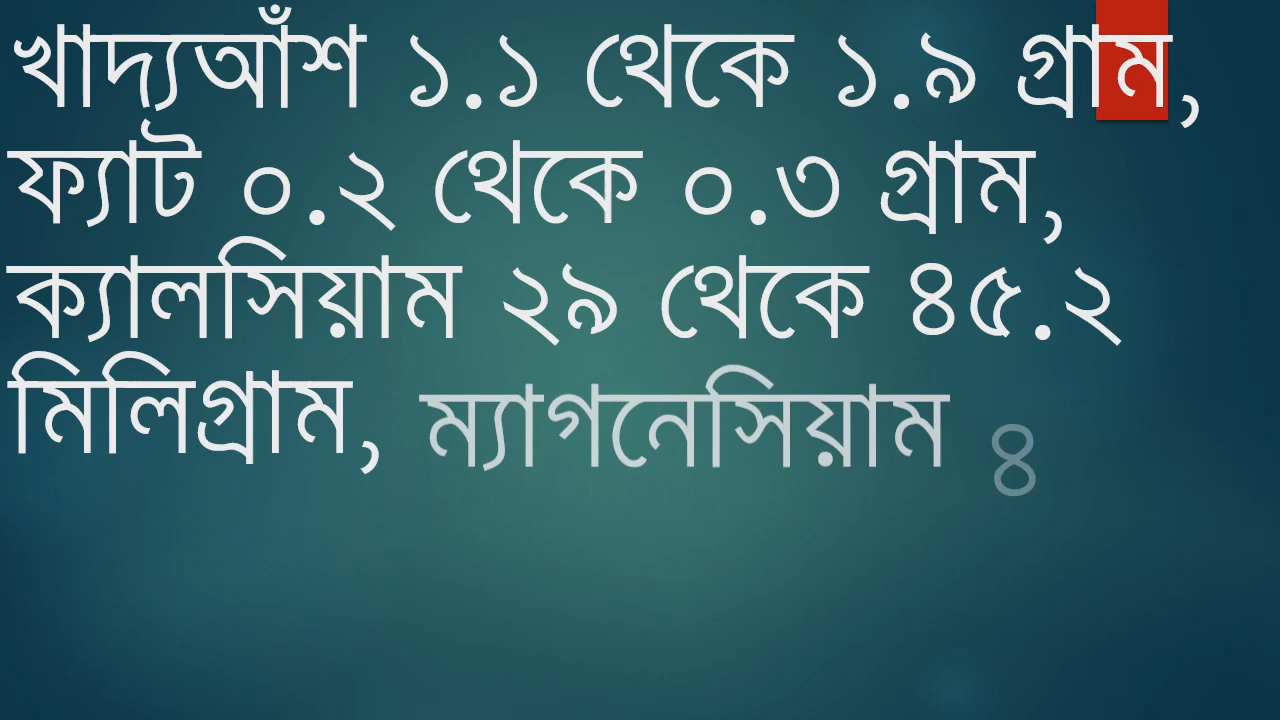 খাদ্যআঁশ ১.১ থেকে ১.৯ গ্রাম,
ফ্যাট ০.২ থেকে ০.৩ গ্রাম,
ক্যালসিয়াম ২৯ থেকে ৪৫.২
মিলিগ্রাম, ম্যাগনেসিয়াম ৪